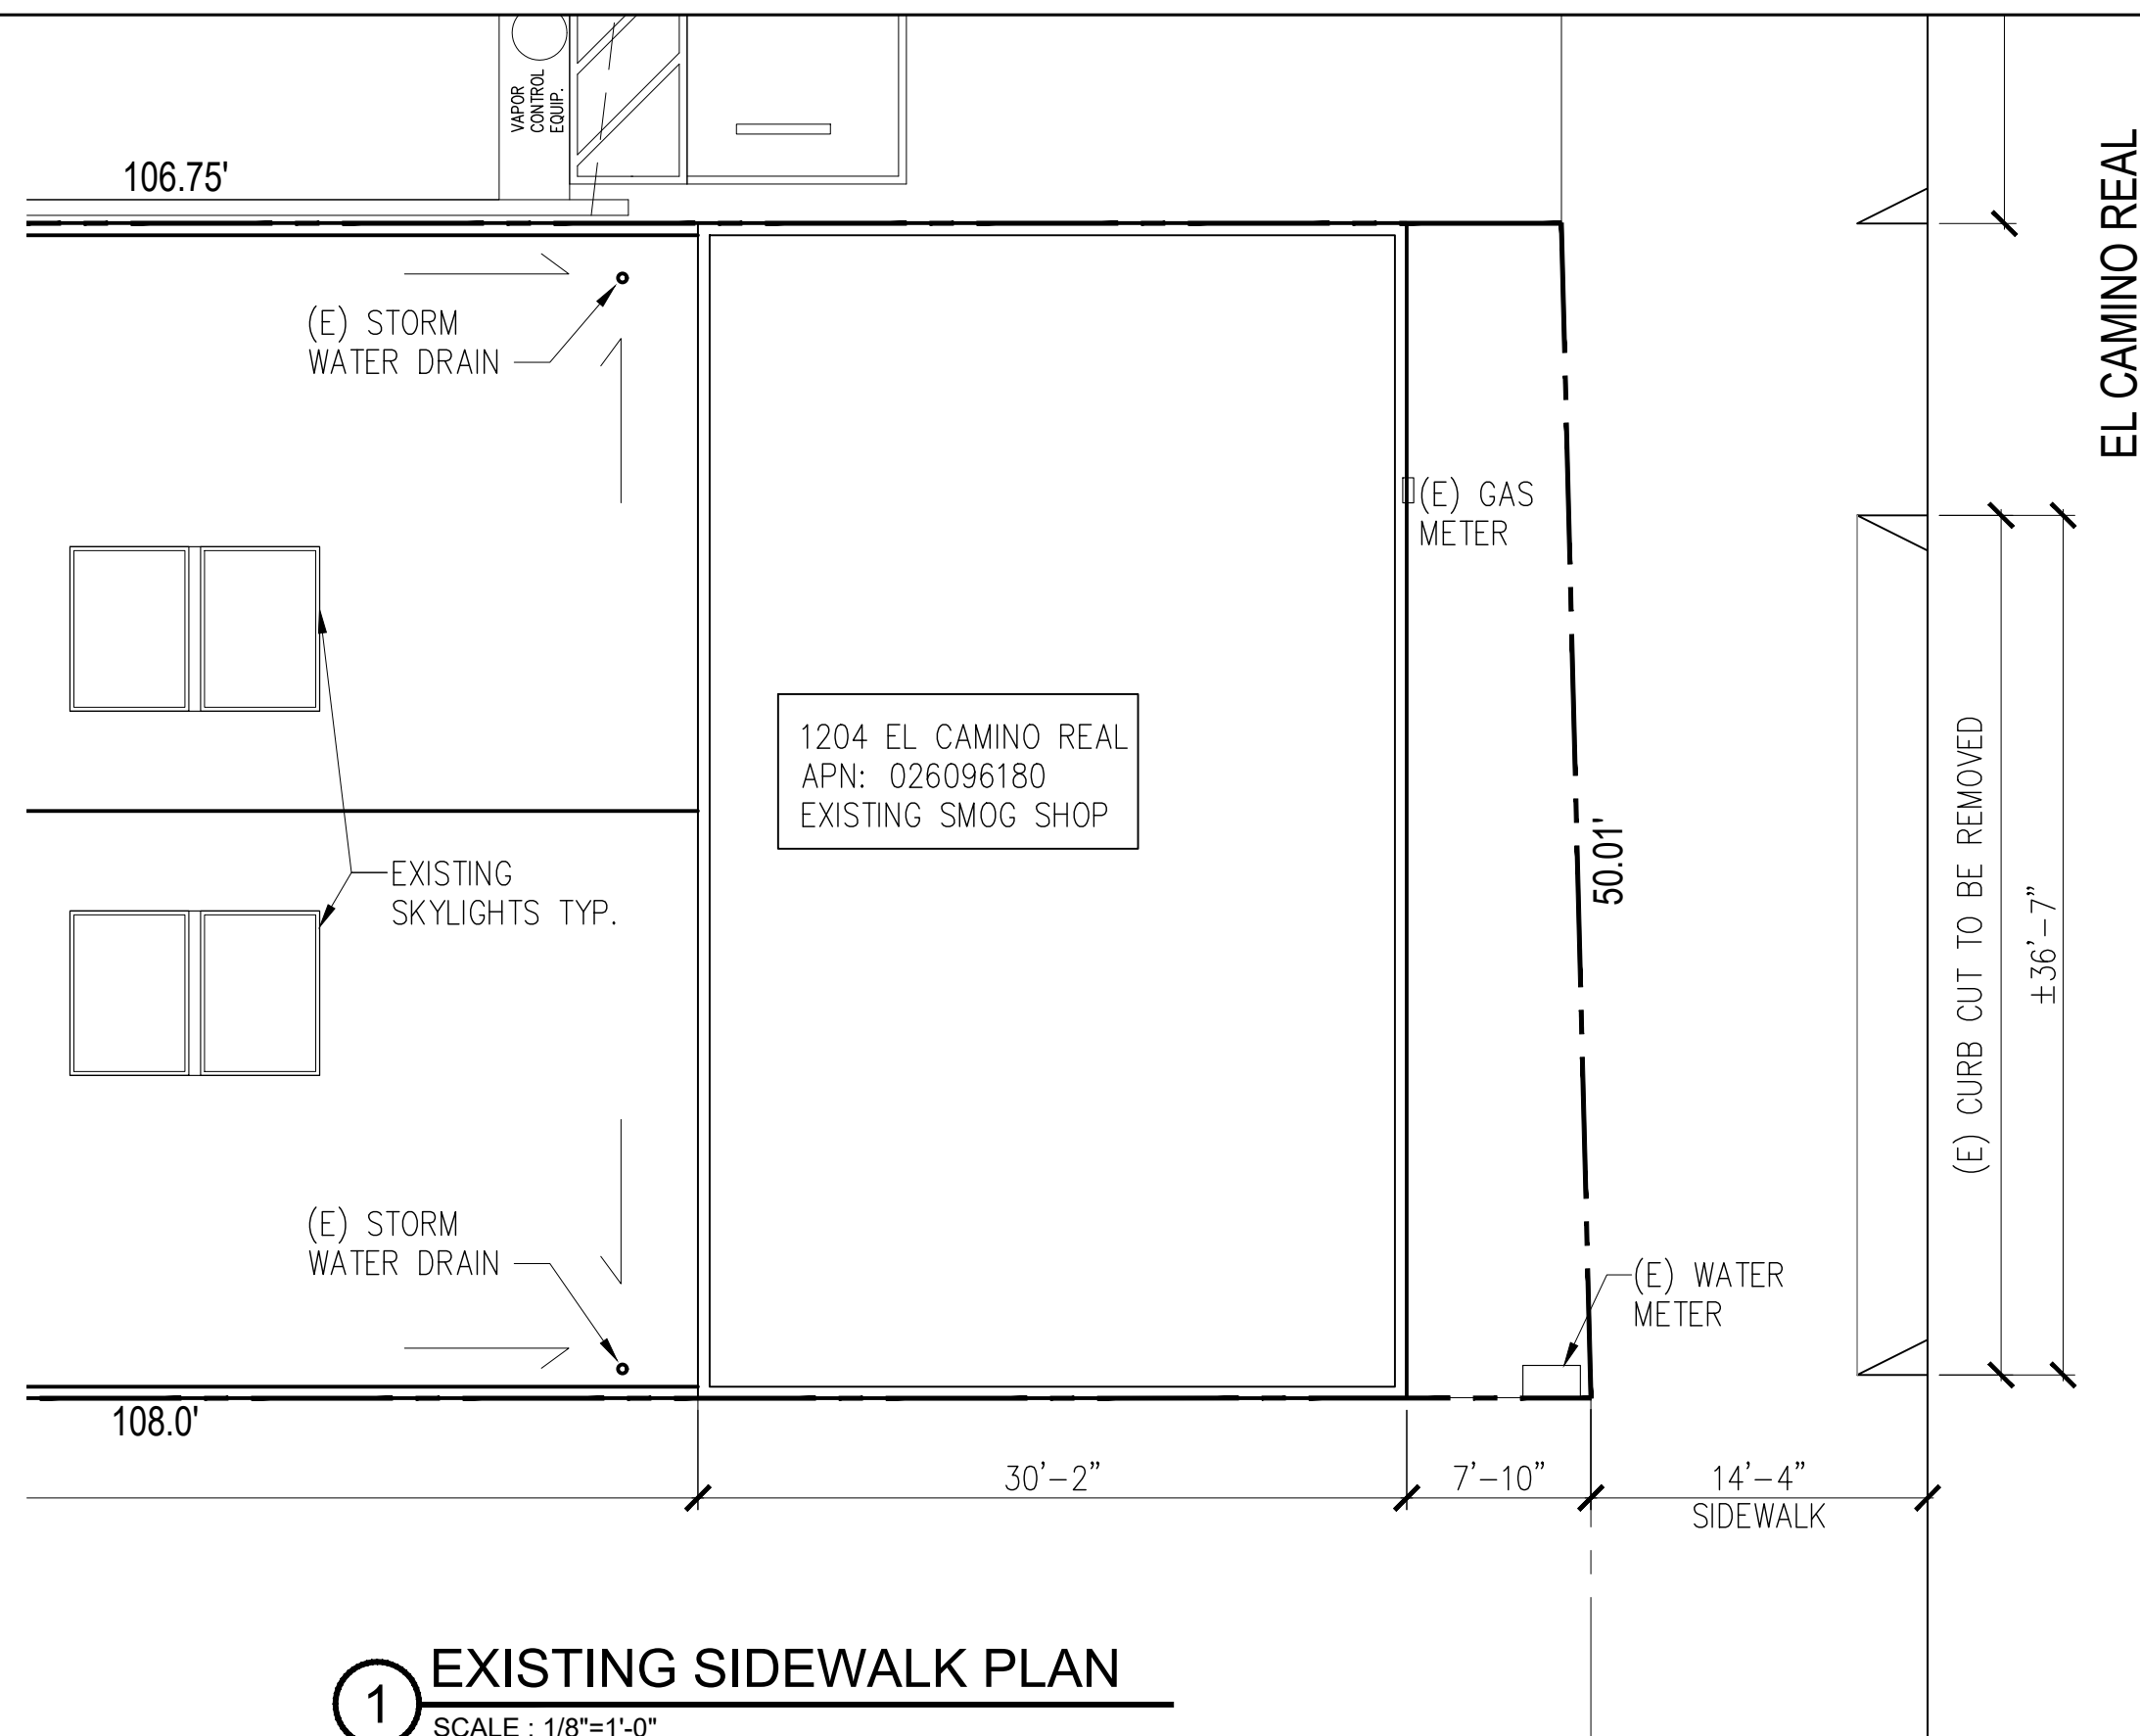 VAPOR
CONTROL
EQUIP.
106.75'
EL CAMINO REAL
(E) STORM
WATER DRAIN
(E) GAS
METER
1204 EL CAMINO REAL
APN: 026096180
EXISTING SMOG SHOP
50.01'
(E) CURB CUT TO BE REMOVED
±36'-7"
EXISTING
SKYLIGHTS TYP.
(E) STORM
WATER DRAIN
(E) WATER
METER
108.0'
30'-2"
7'-10"
14'-4"
SIDEWALK
1
EXISTING SIDEWALK PLAN
SCALE : 1/8"=1'-0"